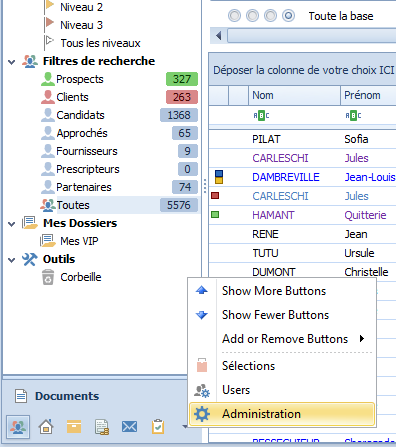 Niveau 2
Niveau 3
Tous les niveaux
Filtres de recherche
Prospects 327
Clients 263
Candidats 1368
Approchés 65
Fournisseurs 9
Prescripteurs 0
Partenaires 74
Toutes 5576
Mes Dossiers
Mes VIP
Outils
Corbeille
Documents
Toute la base
Déposer la colonne de votre choix ICI
Nom Prénom
ABC ABC
PILAT Sofia
CARLESCHI Jules
DAMBREVILLE Jean-Louis
CARLESCHI Jules
HAMANT Quitterie
RENE Jean
TUTU Ursule
DUMONT Christelle
Show More Buttons
Show Fewer Buttons
Add or Remove Buttons
Sélections
Users
Administration